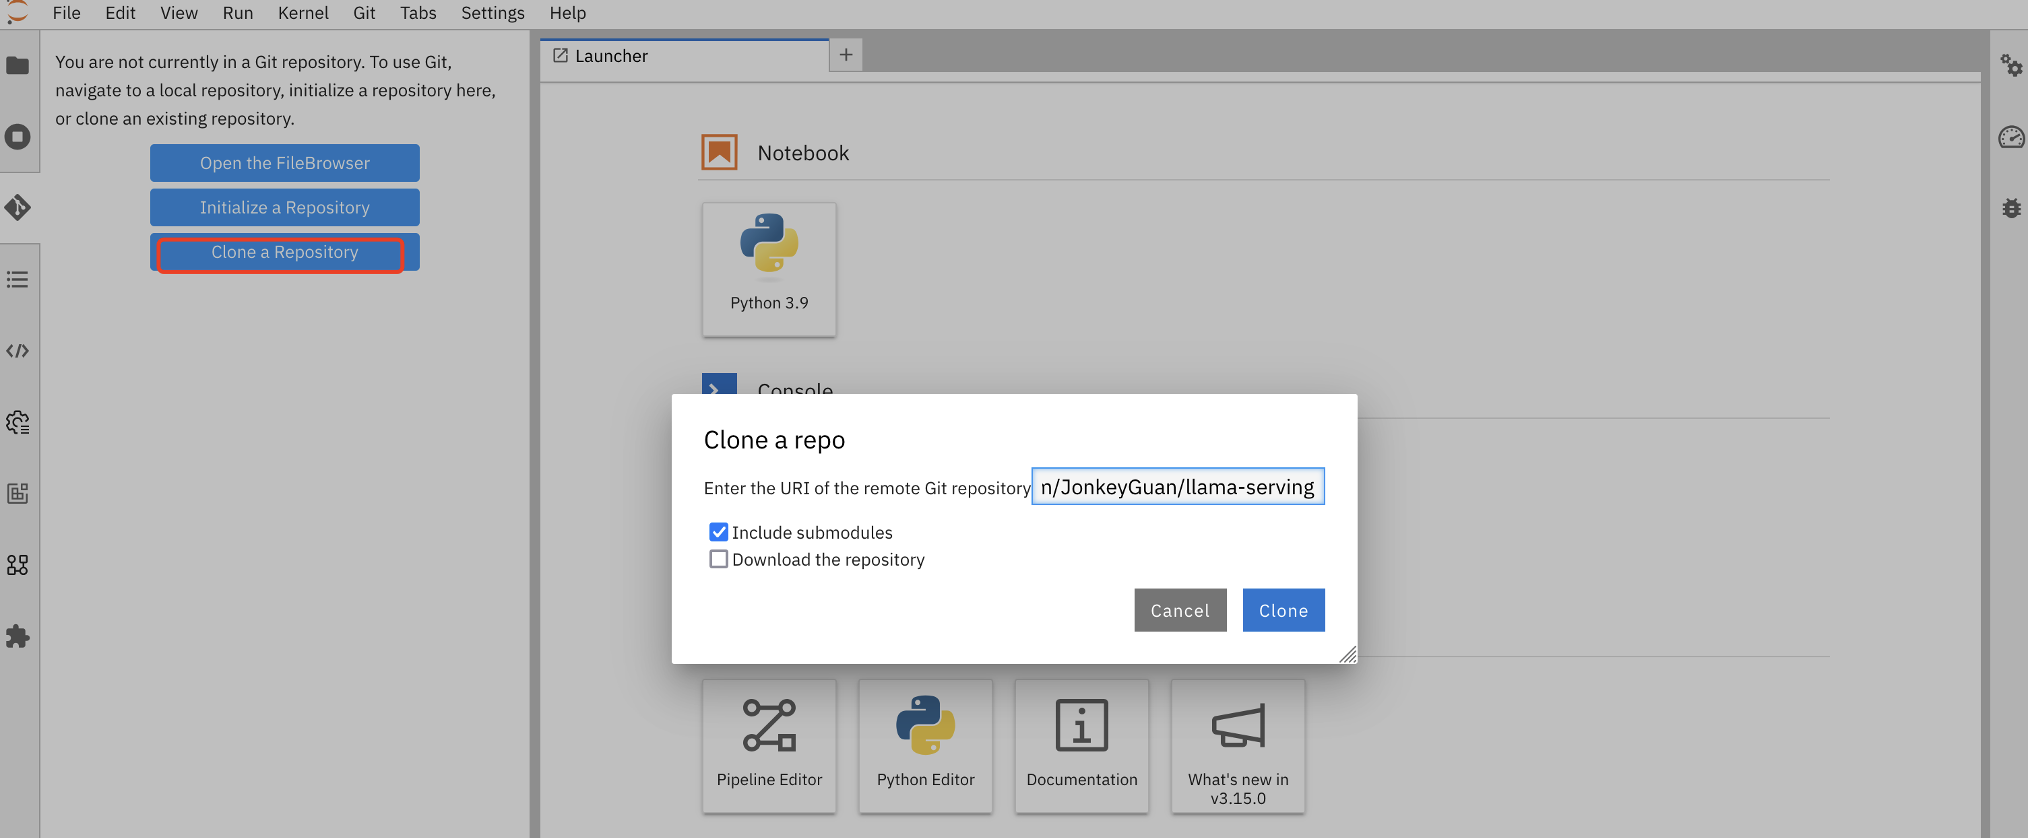 File Edit View Run Kernel Git Tabs Settings Help
You are not currently in a Git repository. To use Git,
navigate to a local repository, initialize a repository here,
or clone an existing repository.
Open the FileBrowser
Initialize a Repository
Clone a Repository
Launcher
Notebook
Python 3.9
Console
Clone a repo
Enter the URI of the remote Git repository n/JonkeyGuan/llama-serving
Include submodules
Download the repository
Cancel Clone
Pipeline Editor
Python Editor
Documentation
What's new in
v3.15.0